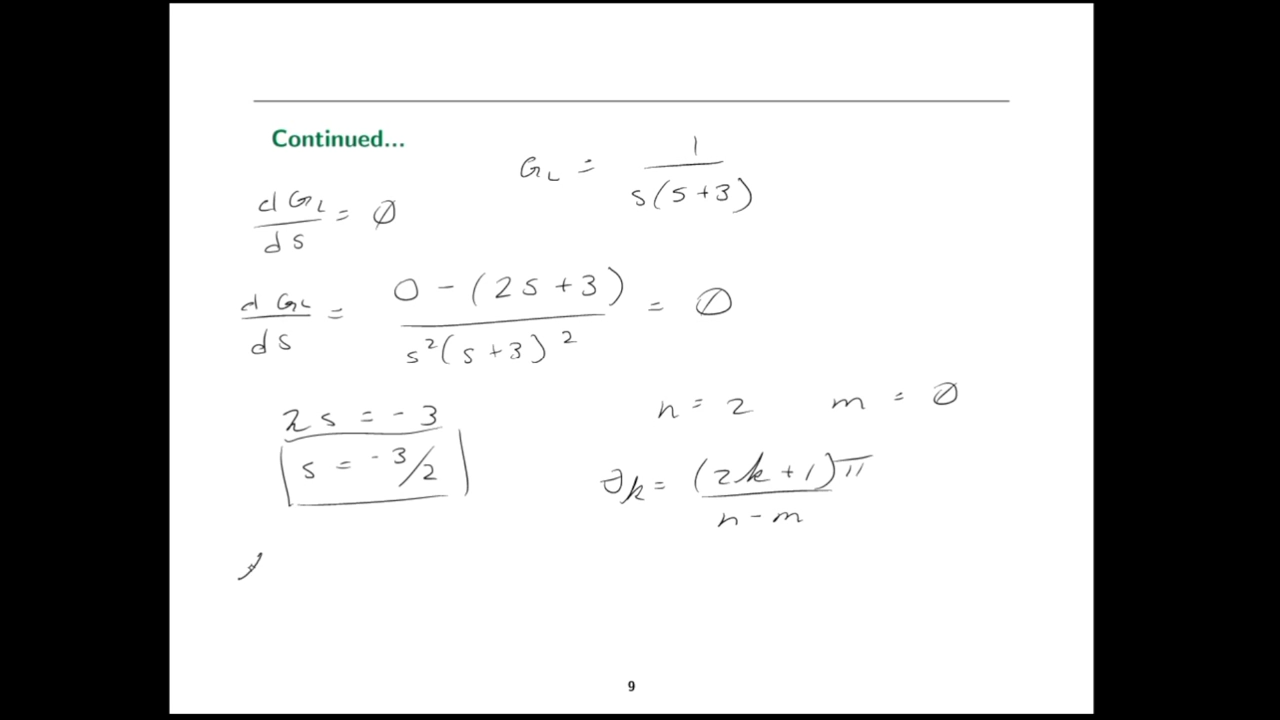 Continued...
G_L = 1 / s(s+3)
dG_L / ds = ∅
dG_L / ds = 0 - (2s+3) / s²(s+3)² = ∅
2s = -3
n = 2   m = ∅
s = -3/2
θk = (2k+1)π / n-m
9